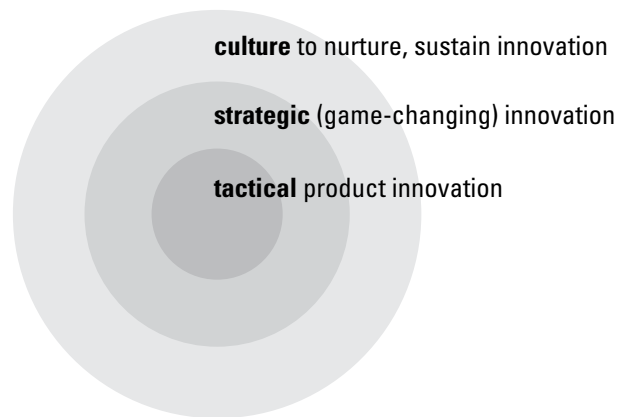 culture to nurture, sustain innovation
strategic (game-changing) innovation
tactical product innovation